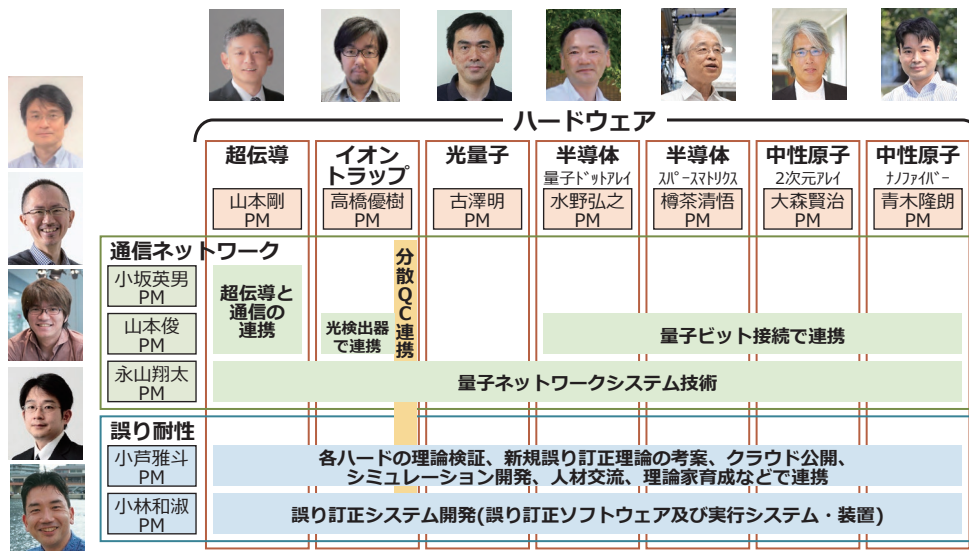 ハードウェア
超伝導
山本剛
PM
イオン
トラップ
高橋優樹
PM
光量子
古澤明
PM
半導体
量子ﾄﾞｯﾄｱﾚｲ
水野弘之
PM
半導体
ｽﾊﾟｰｽﾏﾄﾘｸｽ
樽茶清悟
PM
中性原子
2次元ｱﾚｲ
大森賢治
PM
中性原子
ﾅﾉﾌｧｲﾊﾞｰ
青木隆朗
PM
通信ネットワーク
小坂英男
PM
超伝導と
通信の
連携
分散QC連携
山本俊
PM
光検出器
で連携
量子ビット接続で連携
永山翔太
PM
量子ネットワークシステム技術
誤り耐性
小芦雅斗
PM
各ハードの理論検証、新規誤り訂正理論の考案、クラウド公開、
シミュレーション開発、人材交流、理論家育成などで連携
小林和淑
PM
誤り訂正システム開発(誤り訂正ソフトウェア及び実行システム・装置)